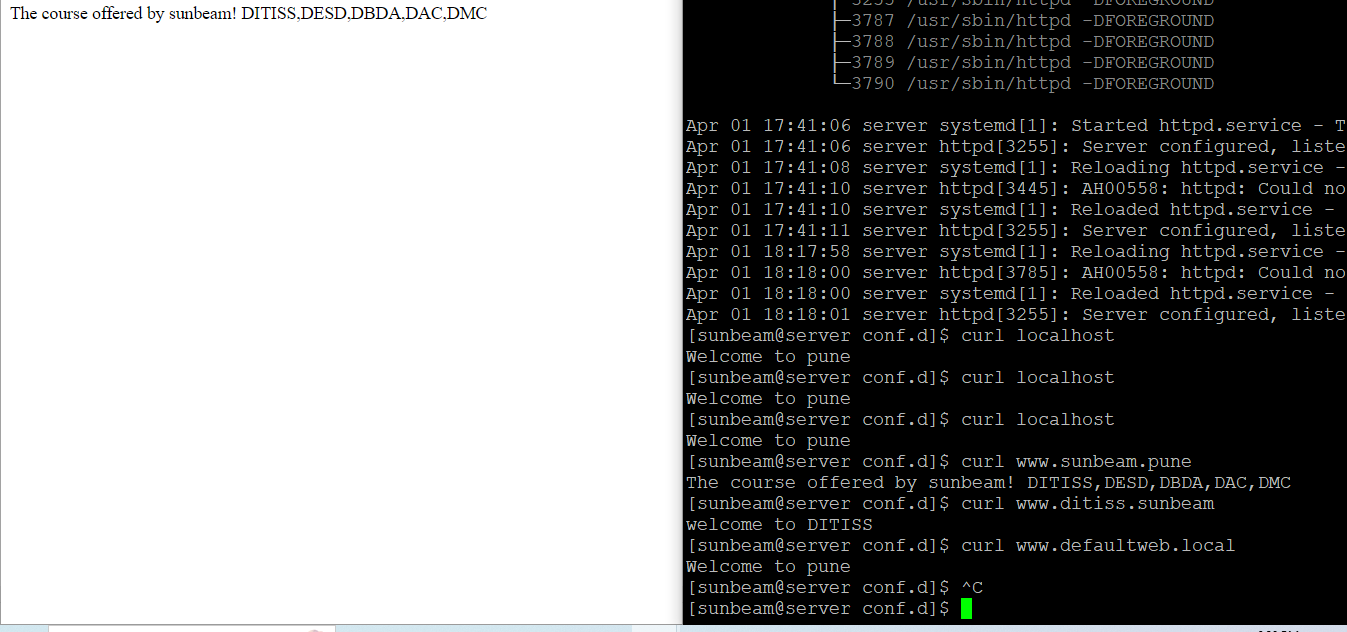 The course offered by sunbeam! DITISS,DESD,DBDA,DAC,DMC
├─3787 /usr/sbin/httpd -DFOREGROUND
├─3788 /usr/sbin/httpd -DFOREGROUND
├─3789 /usr/sbin/httpd -DFOREGROUND
└─3790 /usr/sbin/httpd -DFOREGROUND
Apr 01 17:41:06 server systemd[1]: Started httpd.service - T
Apr 01 17:41:06 server httpd[3255]: Server configured, liste
Apr 01 17:41:08 server systemd[1]: Reloading httpd.service -
Apr 01 17:41:10 server httpd[3445]: AH00558: httpd: Could no
Apr 01 17:41:10 server systemd[1]: Reloaded httpd.service -
Apr 01 17:41:11 server httpd[3255]: Server configured, liste
Apr 01 18:17:58 server systemd[1]: Reloading httpd.service -
Apr 01 18:18:00 server httpd[3785]: AH00558: httpd: Could no
Apr 01 18:18:00 server systemd[1]: Reloaded httpd.service -
Apr 01 18:18:01 server httpd[3255]: Server configured, liste
[sunbeam@server conf.d]$ curl localhost
Welcome to pune
[sunbeam@server conf.d]$ curl localhost
Welcome to pune
[sunbeam@server conf.d]$ curl localhost
Welcome to pune
[sunbeam@server conf.d]$ curl www.sunbeam.pune
The course offered by sunbeam! DITISS,DESD,DBDA,DAC,DMC
[sunbeam@server conf.d]$ curl www.ditiss.sunbeam
welcome to DITISS
[sunbeam@server conf.d]$ curl www.defaultweb.local
Welcome to pune
[sunbeam@server conf.d]$ ^C
[sunbeam@server conf.d]$